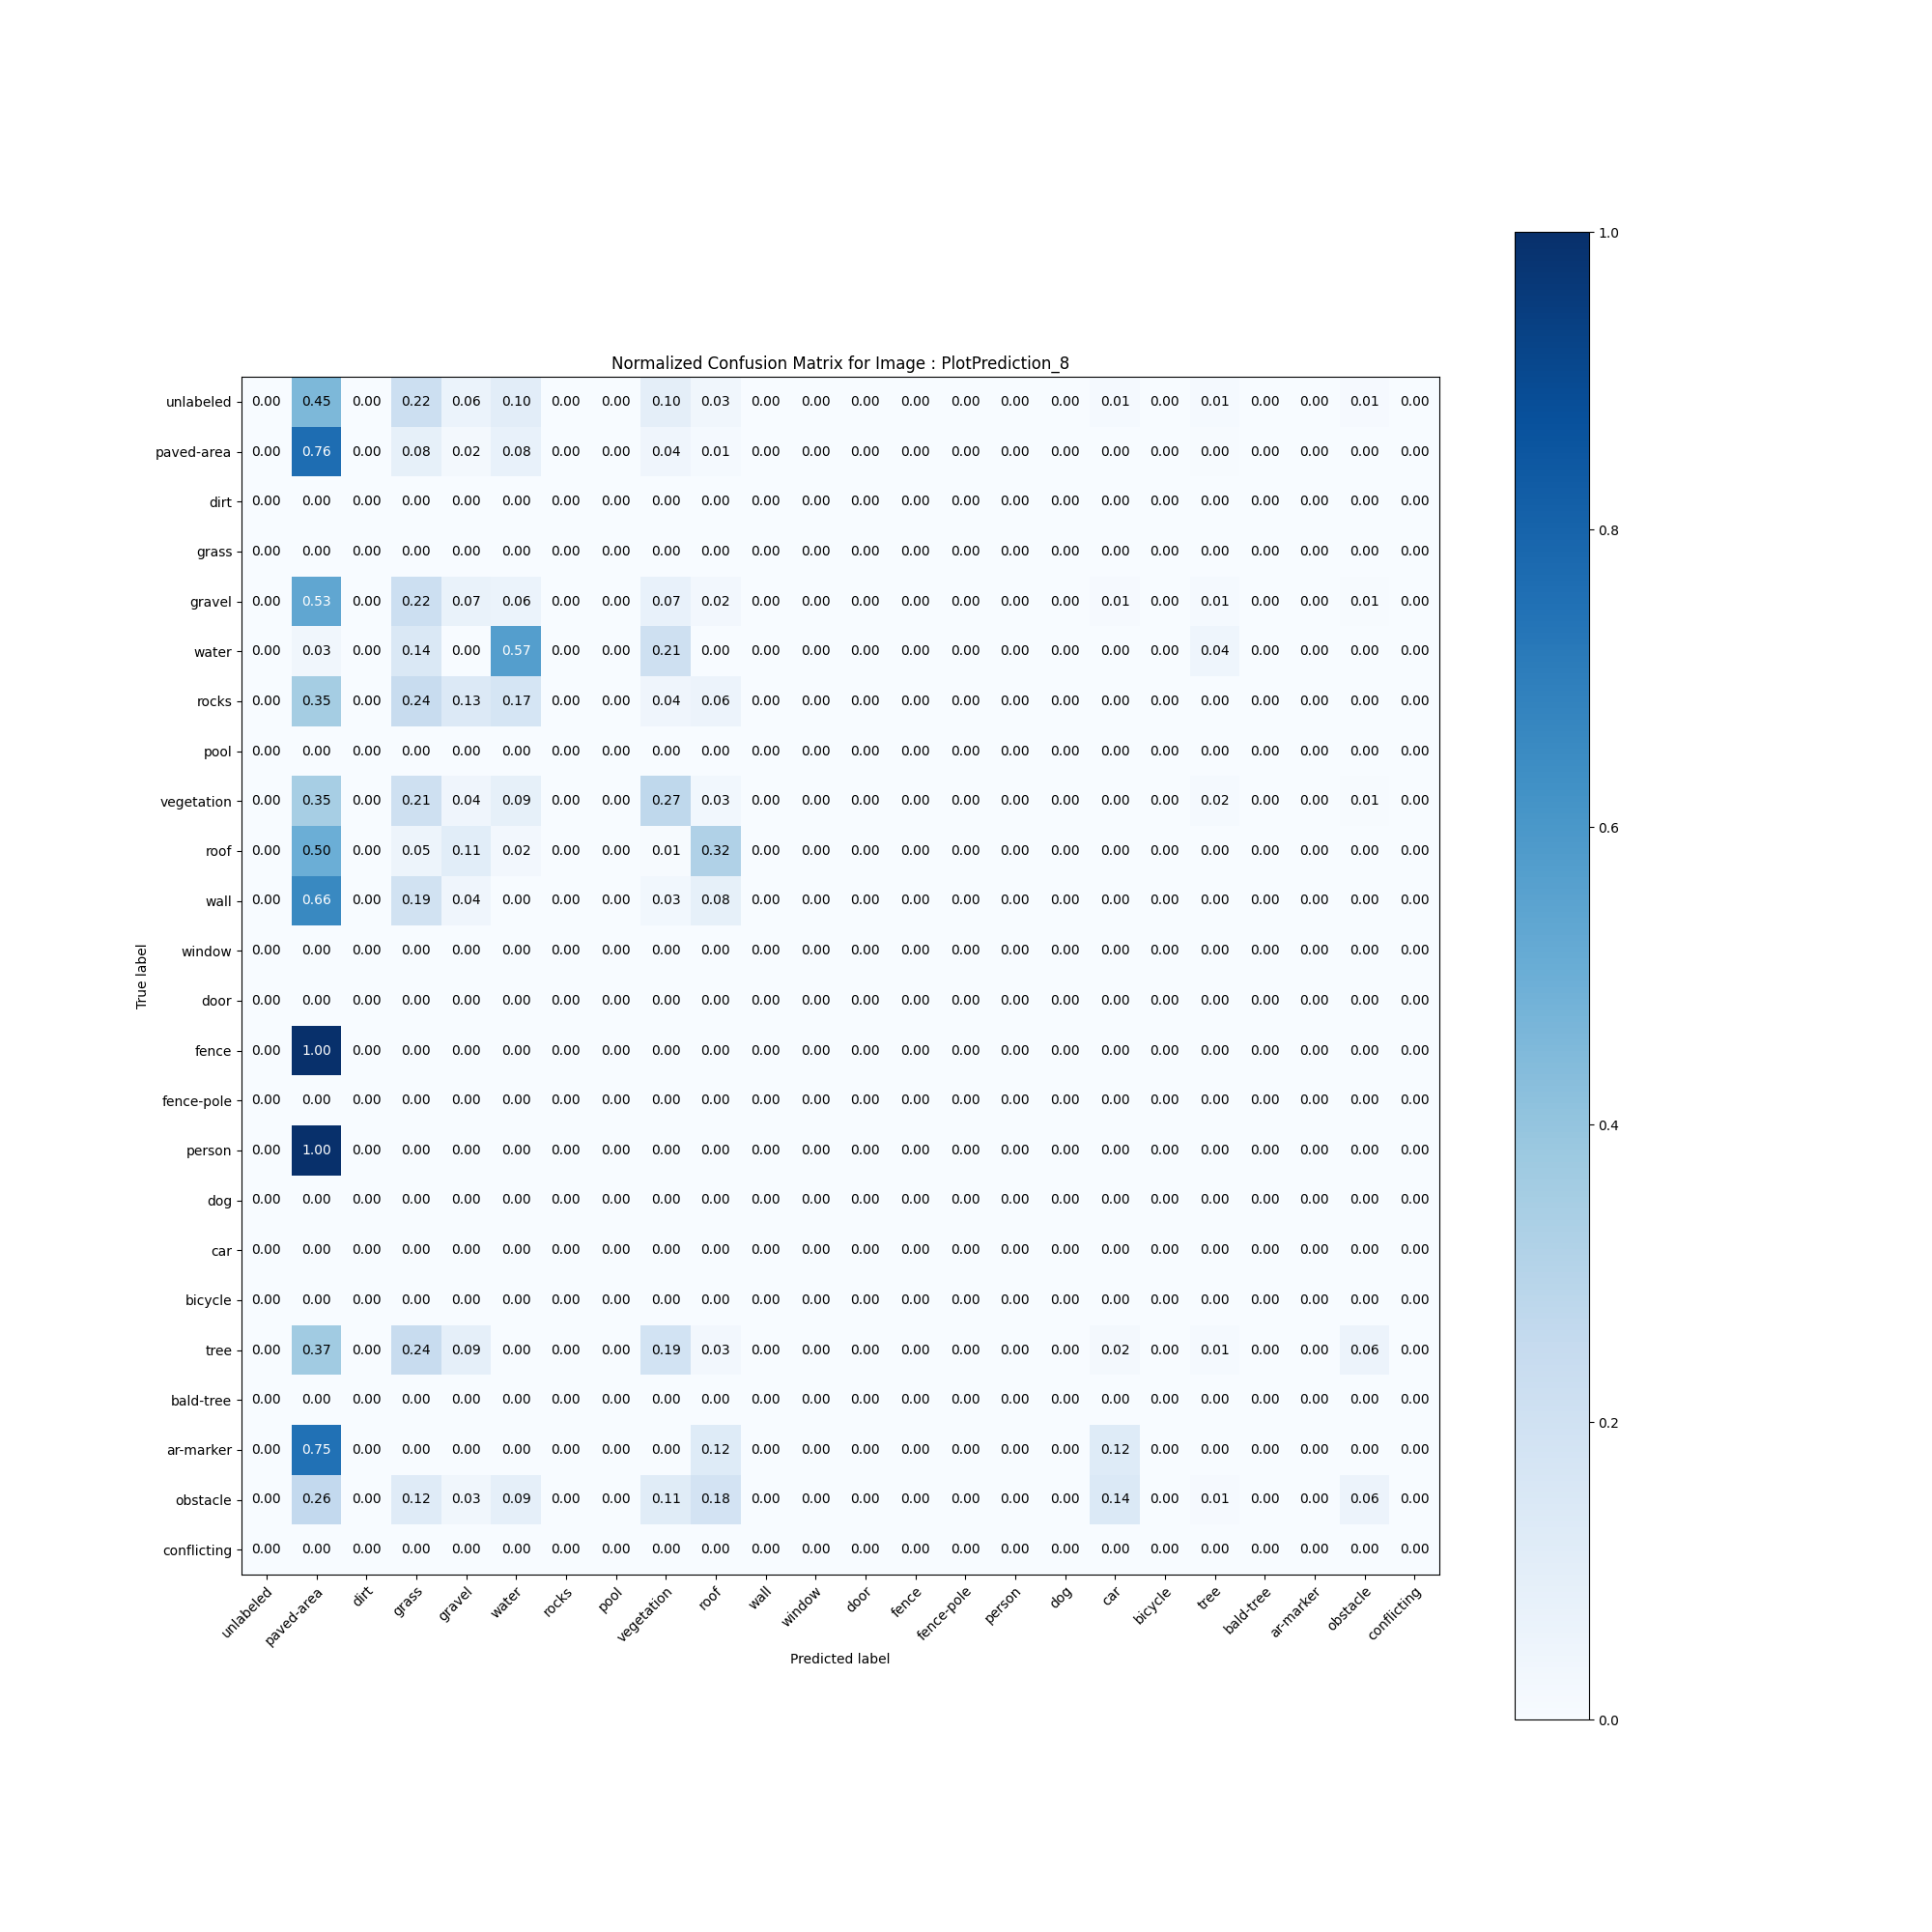 Normalized Confusion Matrix for Image : PlotPrediction_8
unlabeled 0.00 0.45 0.00 0.22 0.06 0.10 0.00 0.00 0.10 0.03 0.00 0.00 0.00 0.00 0.00 0.00 0.00 0.01 0.00 0.01 0.00 0.00 0.01 0.00
paved-area 0.00 0.76 0.00 0.08 0.02 0.08 0.00 0.00 0.04 0.01 0.00 0.00 0.00 0.00 0.00 0.00 0.00 0.00 0.00 0.00 0.00 0.00 0.00 0.00
dirt 0.00 0.00 0.00 0.00 0.00 0.00 0.00 0.00 0.00 0.00 0.00 0.00 0.00 0.00 0.00 0.00 0.00 0.00 0.00 0.00 0.00 0.00 0.00 0.00
grass 0.00 0.00 0.00 0.00 0.00 0.00 0.00 0.00 0.00 0.00 0.00 0.00 0.00 0.00 0.00 0.00 0.00 0.00 0.00 0.00 0.00 0.00 0.00 0.00
gravel 0.00 0.53 0.00 0.22 0.07 0.06 0.00 0.00 0.07 0.02 0.00 0.00 0.00 0.00 0.00 0.00 0.00 0.01 0.00 0.01 0.00 0.00 0.01 0.00
water 0.00 0.03 0.00 0.14 0.00 0.57 0.00 0.00 0.21 0.00 0.00 0.00 0.00 0.00 0.00 0.00 0.00 0.00 0.00 0.04 0.00 0.00 0.00 0.00
rocks 0.00 0.35 0.00 0.24 0.13 0.17 0.00 0.00 0.04 0.06 0.00 0.00 0.00 0.00 0.00 0.00 0.00 0.00 0.00 0.00 0.00 0.00 0.00 0.00
pool 0.00 0.00 0.00 0.00 0.00 0.00 0.00 0.00 0.00 0.00 0.00 0.00 0.00 0.00 0.00 0.00 0.00 0.00 0.00 0.00 0.00 0.00 0.00 0.00
vegetation 0.00 0.35 0.00 0.21 0.04 0.09 0.00 0.00 0.27 0.03 0.00 0.00 0.00 0.00 0.00 0.00 0.00 0.00 0.00 0.02 0.00 0.00 0.01 0.00
roof 0.00 0.50 0.00 0.05 0.11 0.02 0.00 0.00 0.01 0.32 0.00 0.00 0.00 0.00 0.00 0.00 0.00 0.00 0.00 0.00 0.00 0.00 0.00 0.00
wall 0.00 0.66 0.00 0.19 0.04 0.00 0.00 0.00 0.03 0.08 0.00 0.00 0.00 0.00 0.00 0.00 0.00 0.00 0.00 0.00 0.00 0.00 0.00 0.00
window 0.00 0.00 0.00 0.00 0.00 0.00 0.00 0.00 0.00 0.00 0.00 0.00 0.00 0.00 0.00 0.00 0.00 0.00 0.00 0.00 0.00 0.00 0.00 0.00
door 0.00 0.00 0.00 0.00 0.00 0.00 0.00 0.00 0.00 0.00 0.00 0.00 0.00 0.00 0.00 0.00 0.00 0.00 0.00 0.00 0.00 0.00 0.00 0.00
fence 0.00 1.00 0.00 0.00 0.00 0.00 0.00 0.00 0.00 0.00 0.00 0.00 0.00 0.00 0.00 0.00 0.00 0.00 0.00 0.00 0.00 0.00 0.00 0.00
fence-pole 0.00 0.00 0.00 0.00 0.00 0.00 0.00 0.00 0.00 0.00 0.00 0.00 0.00 0.00 0.00 0.00 0.00 0.00 0.00 0.00 0.00 0.00 0.00 0.00
person 0.00 1.00 0.00 0.00 0.00 0.00 0.00 0.00 0.00 0.00 0.00 0.00 0.00 0.00 0.00 0.00 0.00 0.00 0.00 0.00 0.00 0.00 0.00 0.00
dog 0.00 0.00 0.00 0.00 0.00 0.00 0.00 0.00 0.00 0.00 0.00 0.00 0.00 0.00 0.00 0.00 0.00 0.00 0.00 0.00 0.00 0.00 0.00 0.00
car 0.00 0.00 0.00 0.00 0.00 0.00 0.00 0.00 0.00 0.00 0.00 0.00 0.00 0.00 0.00 0.00 0.00 0.00 0.00 0.00 0.00 0.00 0.00 0.00
bicycle 0.00 0.00 0.00 0.00 0.00 0.00 0.00 0.00 0.00 0.00 0.00 0.00 0.00 0.00 0.00 0.00 0.00 0.00 0.00 0.00 0.00 0.00 0.00 0.00
tree 0.00 0.37 0.00 0.24 0.09 0.00 0.00 0.00 0.19 0.03 0.00 0.00 0.00 0.00 0.00 0.00 0.00 0.02 0.00 0.01 0.00 0.00 0.06 0.00
bald-tree 0.00 0.00 0.00 0.00 0.00 0.00 0.00 0.00 0.00 0.00 0.00 0.00 0.00 0.00 0.00 0.00 0.00 0.00 0.00 0.00 0.00 0.00 0.00 0.00
ar-marker 0.00 0.75 0.00 0.00 0.00 0.00 0.00 0.00 0.00 0.12 0.00 0.00 0.00 0.00 0.00 0.00 0.00 0.12 0.00 0.00 0.00 0.00 0.00 0.00
obstacle 0.00 0.26 0.00 0.12 0.03 0.09 0.00 0.00 0.11 0.18 0.00 0.00 0.00 0.00 0.00 0.00 0.00 0.14 0.00 0.01 0.00 0.00 0.06 0.00
conflicting 0.00 0.00 0.00 0.00 0.00 0.00 0.00 0.00 0.00 0.00 0.00 0.00 0.00 0.00 0.00 0.00 0.00 0.00 0.00 0.00 0.00 0.00 0.00 0.00
True label
unlabeled paved-area dirt grass gravel water rocks pool vegetation roof wall window door fence fence-pole person dog car bicycle tree bald-tree ar-marker obstacle conflicting
Predicted label
1.0
0.8
0.6
0.4
0.2
0.0